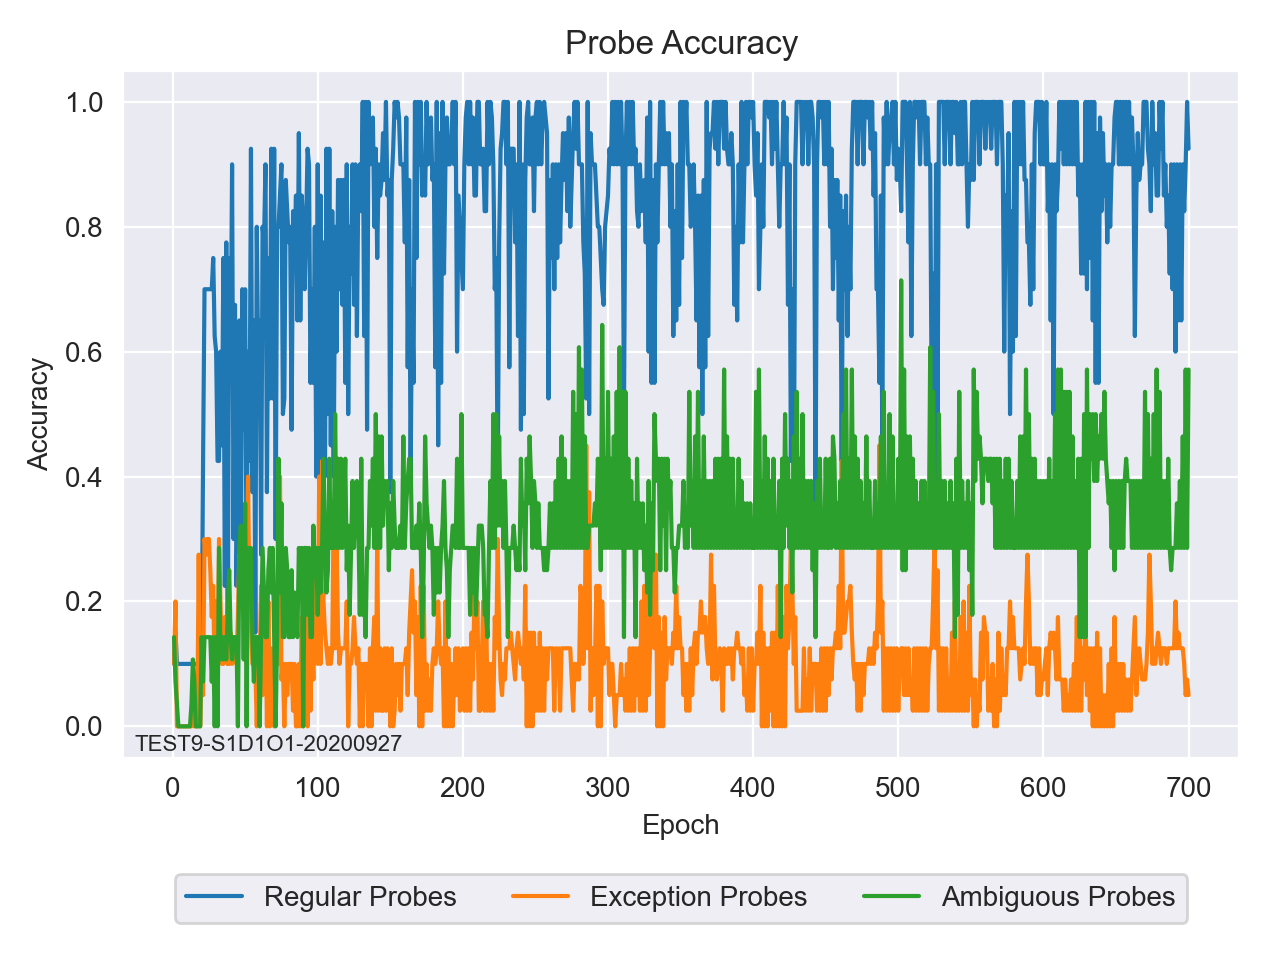 Probe Accuracy
1.0
0.8
0.6
0.4
0.2
0.0
Accuracy
TEST9-S1D1O1-20200927
0 100 200 300 400 500 600 700
Epoch
Regular Probes Exception Probes Ambiguous Probes